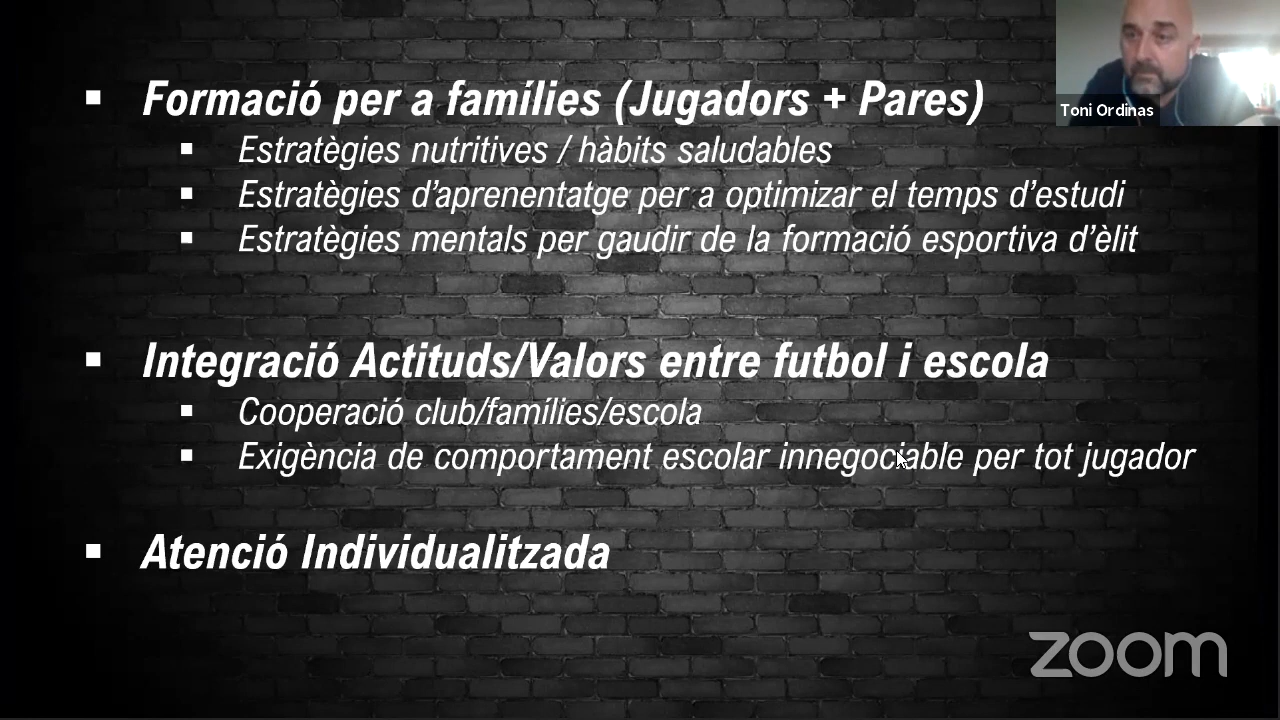 Formació per a famílies (Jugadors + Pares)
Estratègies nutritives / hàbits saludables
Estratègies d’aprenentatge per a optimizar el temps d’estudi
Estratègies mentals per gaudir de la formació esportiva d’èlit
Integració Actituds/Valors entre futbol i escola
Cooperació club/famílies/escola
Exigència de comportament escolar innegociable per tot jugador
Atenció Individualitzada
Toni Ordinas
zoom